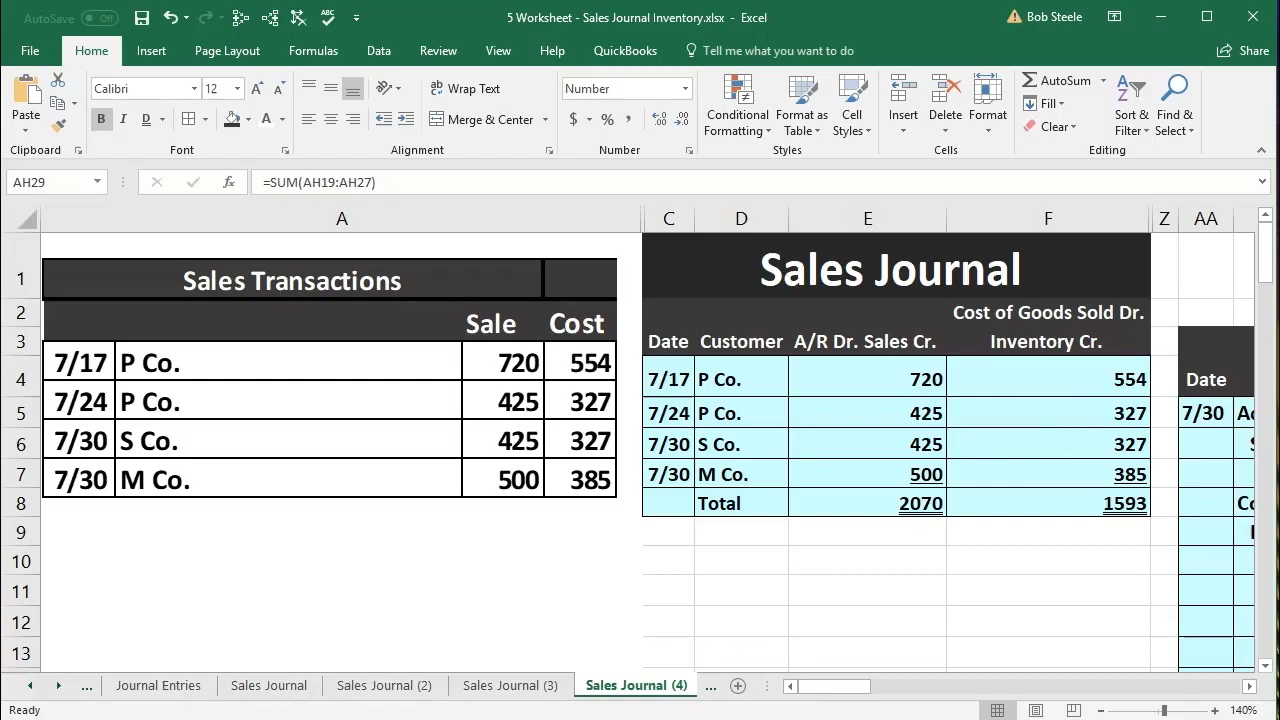 AutoSave Off 5 Worksheet - Sales Journal Inventory.xlsx - Excel Bob Steele
File Home Insert Page Layout Formulas Data Review View Help QuickBooks Tell me what you want to do Share
Paste Calibri 12 A A ab Wrap Text Number Conditional Formatting Format as Table Cell Styles Insert Delete Format AutoSum Sort & Filter Find & Select
B I D A Merge & Center $ % , Fill
Clear
Clipboard Font Alignment Number Styles Cells Editing
AH29 fx =SUM(AH19:AH27)
A C D E F Z AA
1 Sales Transactions Sales Journal
2 Sale Cost Cost of Goods Sold Dr.
3 Date Customer A/R Dr. Sales Cr. Inventory Cr.
7/17 P Co. 720 554
4 7/17 P Co. 720 554 Date
5 7/24 P Co. 425 327 7/24 P Co. 425 327 7/30 Ac
6 7/30 S Co. 425 327 7/30 S Co. 425 327
7 7/30 M Co. 500 385 7/30 M Co. 500 385
8 Total 2070 1593 Co
9
10
11
12
13
... Journal Entries Sales Journal Sales Journal (2) Sales Journal (3) Sales Journal (4) ...
Ready 140%